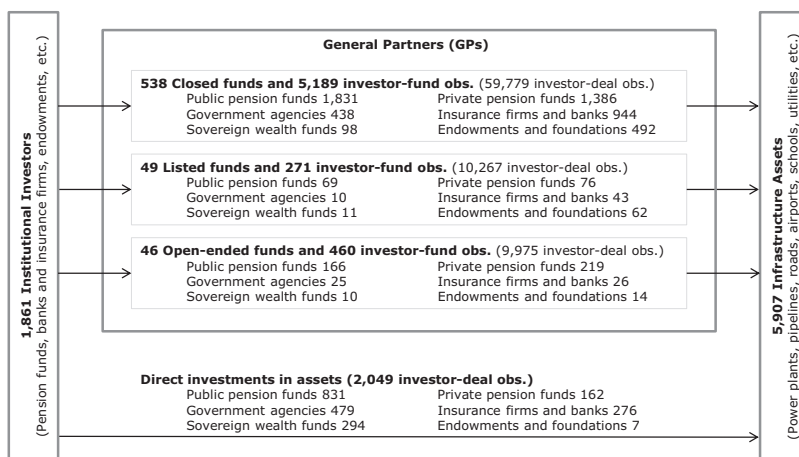 1,861 Institutional Investors
(Pension funds, banks and insurance firms, endowments, etc.)
General Partners (GPs)
538 Closed funds and 5,189 investor-fund obs. (59,779 investor-deal obs.)
Public pension funds 1,831 Private pension funds 1,386
Government agencies 438 Insurance firms and banks 944
Sovereign wealth funds 98 Endowments and foundations 492
49 Listed funds and 271 investor-fund obs. (10,267 investor-deal obs.)
Public pension funds 69 Private pension funds 76
Government agencies 10 Insurance firms and banks 43
Sovereign wealth funds 11 Endowments and foundations 62
46 Open-ended funds and 460 investor-fund obs. (9,975 investor-deal obs.)
Public pension funds 166 Private pension funds 219
Government agencies 25 Insurance firms and banks 26
Sovereign wealth funds 10 Endowments and foundations 14
Direct investments in assets (2,049 investor-deal obs.)
Public pension funds 831 Private pension funds 162
Government agencies 479 Insurance firms and banks 276
Sovereign wealth funds 294 Endowments and foundations 7
5,907 Infrastructure Assets
(Power plants, pipelines, roads, airports, schools, utilities, etc.)